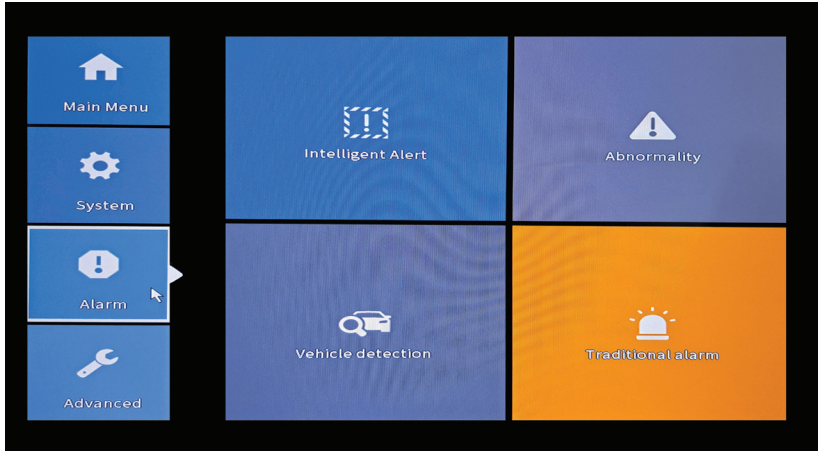 Main Menu
System
Alarm
Advanced
Intelligent Alert
Abnormality
Vehicle detection
Traditional alarm